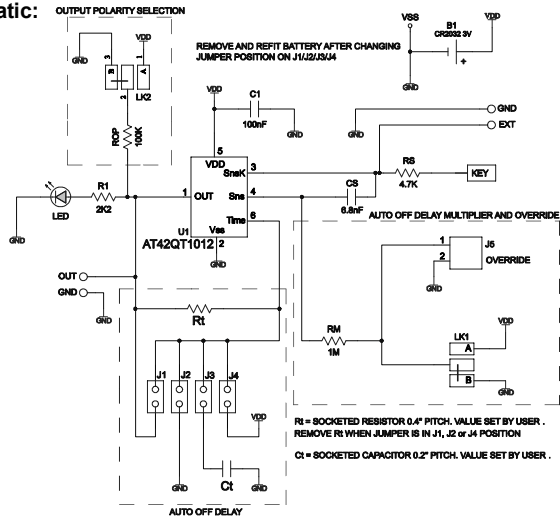 atic:
OUTPUT POLARITY SELECTION
VDD
GND
3
1
B
A
2
LK2
ROP
100K
REMOVE AND REFIT BATTERY AFTER CHANGING
JUMPER POSITION ON J1/J2/J3/J4
VSS
B1
CR2032 3V
VDD
+
GND
VDD
C1
100nF
GND
GND
GND
EXT
5
VDD
SnsK
3
RS
4.7K
KEY
1
OUT
Sns
4
CS
6.8nF
Time
6
U1
Vss
AT42QT1012
2
GND
R1
2K2
LED
GND
OUT
GND
GND
AUTO OFF DELAY MULTIPLIER AND OVERRIDE
1
J5
2
OVERRIDE
GND
VDD
LK1
A
B
GND
RM
1M
Rt
J1
J2
J3
J4
VDD
GND
Ct
GND
AUTO OFF DELAY
Rt = SOCKETED RESISTOR 0.4" PITCH. VALUE SET BY USER .
REMOVE Rt WHEN JUMPER IS IN J1, J2 or J4 POSITION
Ct = SOCKETED CAPACITOR 0.2" PITCH. VALUE SET BY USER .